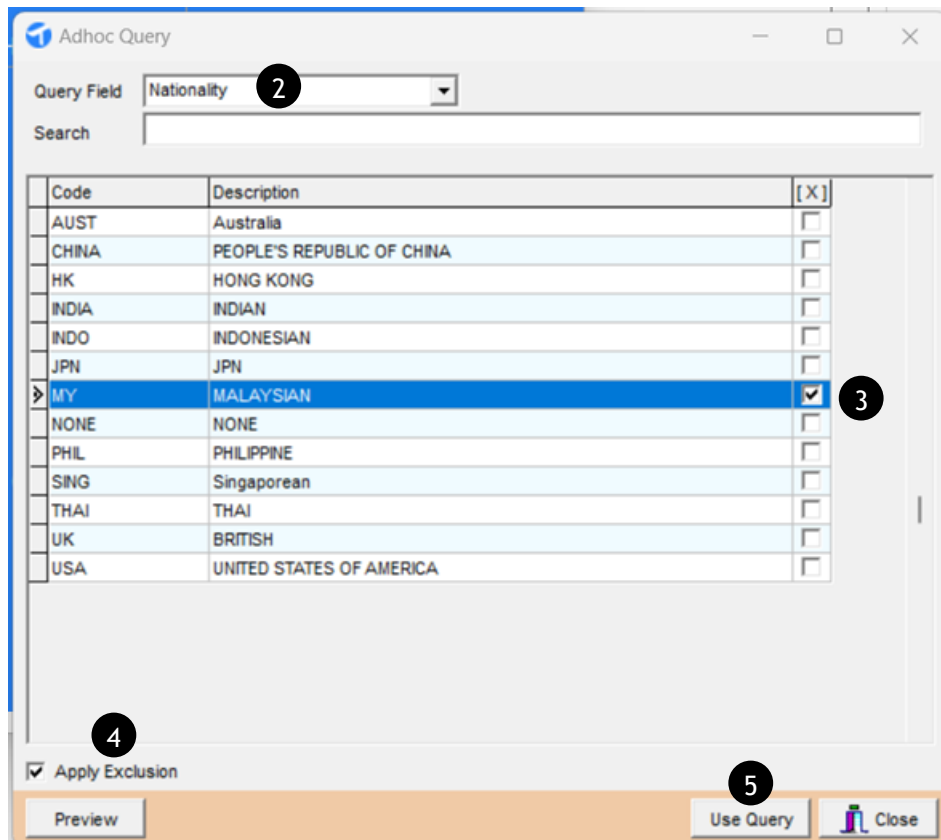 Adhoc Query
Query Field Nationality 2
Search
Code Description [ X ]
AUST Australia
CHINA PEOPLE'S REPUBLIC OF CHINA
HK HONG KONG
INDIA INDIAN
INDO INDONESIAN
JPN JPN
MY MALAYSIAN 3
NONE NONE
PHIL PHILIPPINE
SING Singaporean
THAI THAI
UK BRITISH
USA UNITED STATES OF AMERICA
4
Apply Exclusion
5
Preview Use Query Close